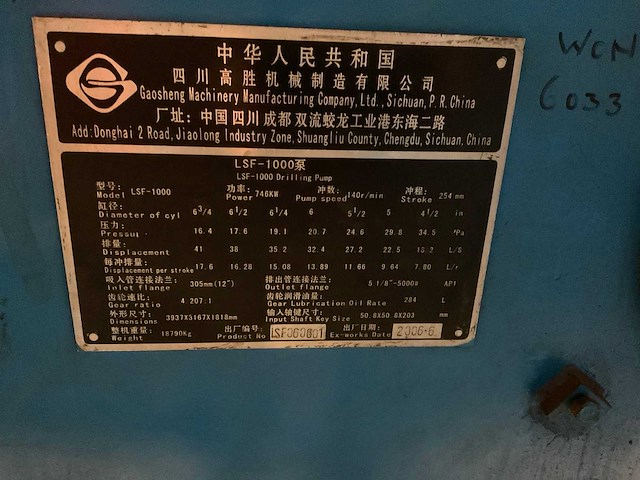 中华人民共和国
四川高胜机械制造有限公司
Gaosheng Machinery Manufacturing Company, Ltd., Sichuan, P.R. China
厂址: 中国四川成都双流蛟龙工业港东海二路
Add: Donghai 2 Road, Jiaolong Industry Zone, Shuangliu County, Chengdu, Sichuan, China
LSF-1000泵
LSF-1000 Drilling Pump
型号: 功率: 冲数: 冲程:
Model LSF-1000 Power 746KW Pump speed 140r/min Stroke 254mm
缸径:
Diameter of cyl 6 3/4 6 1/2 6 1/4 6 5 1/2 5 4 1/2 in
压力:
Pressu 16.4 17.6 19.1 20.7 24.6 29.8 34.5 Pa
排量:
Displacement 41 38 35.2 32.4 27.2 22.5 18.2 L/S
每冲排量:
Displacement per stroke 17.6 16.28 15.08 13.89 11.66 9.64 7.80 L/r
吸入管连接法兰: 排出管连接法兰:
Inlet flange 305mm(12") Outlet flange 5 1/8"-5000# API
齿轮速比: 齿轮润滑油量:
Gear ratio 4.207:1 Gear Lubrication Oil Rate 284 L
外形尺寸: 输入轴键尺寸:
Dimensions 3937X5167X1818mm Input Shaft Key Size 50.8X50.8X203 mm
整机重量: 出厂编号: 出厂日期:
Weight 18790Kg Product No LSF060601 Ex-works Date 2006.6
WCN
6033